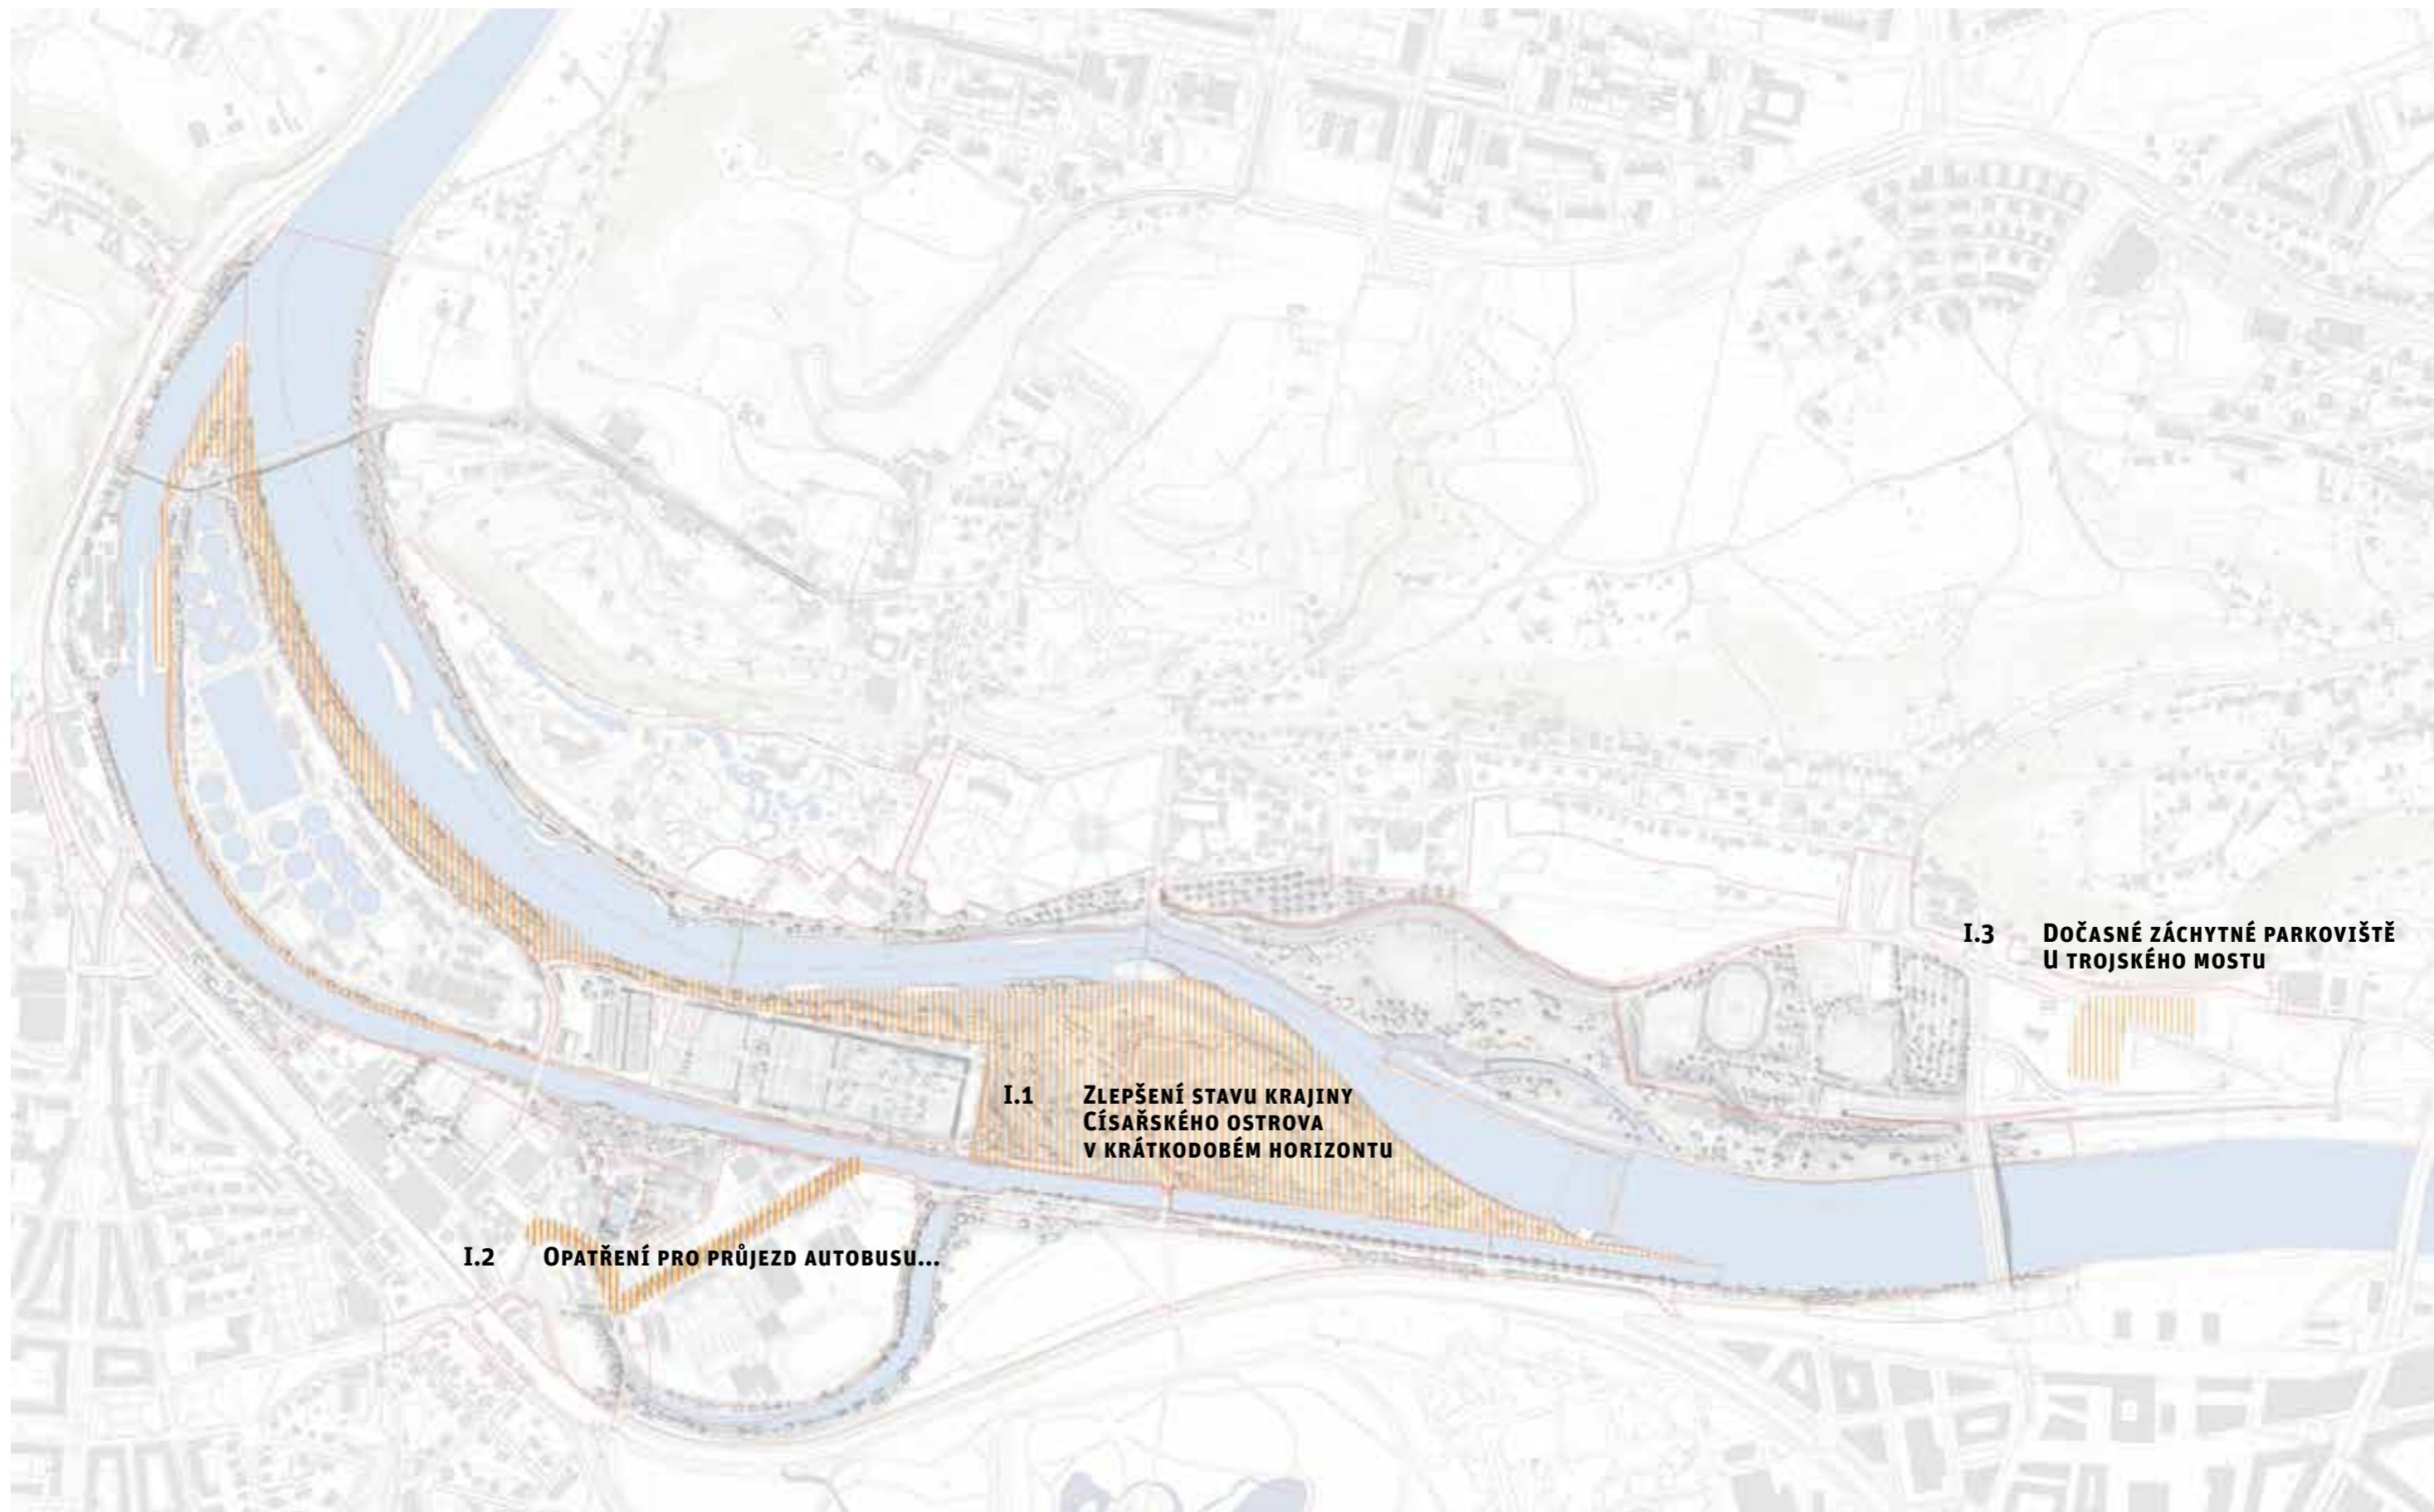 I.3 DOČASNÉ ZÁCHYTNÉ PARKOVIŠTĚ
U TROJSKÉHO MOSTU
I.1 ZLEPŠENÍ STAVU KRAJINY
CÍSAŘSKÉHO OSTROVA
V KRÁTKODOBÉM HORIZONTU
I.2 OPATŘENÍ PRO PRŮJEZD AUTOBUSU...